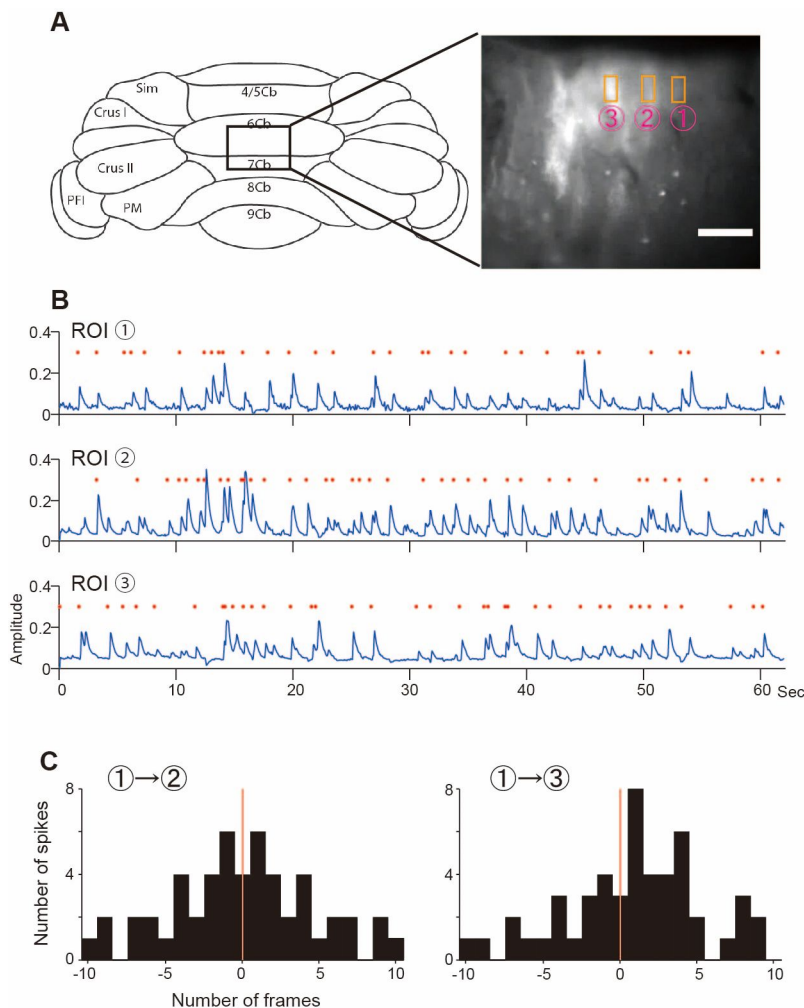 A
Sim
4/5Cb
Crus I
6Cb
7Cb
Crus II
8Cb
PFl
PM
9Cb
③ ② ①
B
ROI ①
0.4
0.2
0
ROI ②
0.4
0.2
0
ROI ③
0.4
0.2
0
Amplitude
0 10 20 30 40 50 60 Sec
C
①→② ①→③
8 8
4 4
0 0
Number of spikes
-10 -5 0 5 10 -10 -5 0 5 10
Number of frames